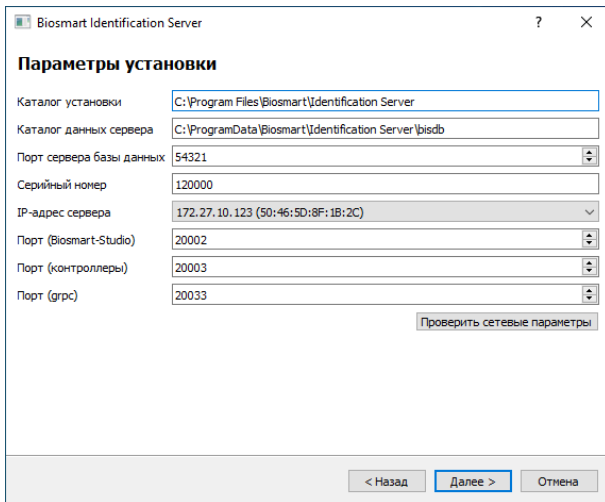 Biosmart Identification Server ?
Параметры установки
Каталог установки C:\Program Files\Biosmart\Identification Server
Каталог данных сервера C:\ProgramData\Biosmart\Identification Server\bisdb
Порт сервера базы данных 54321
Серийный номер 120000
IP-адрес сервера 172.27.10.123 (50:46:5D:8F:1B:2C)
Порт (Biosmart-Studio) 20002
Порт (контроллеры) 20003
Порт (grpc) 20033
Проверить сетевые параметры
< Назад Далее > Отмена